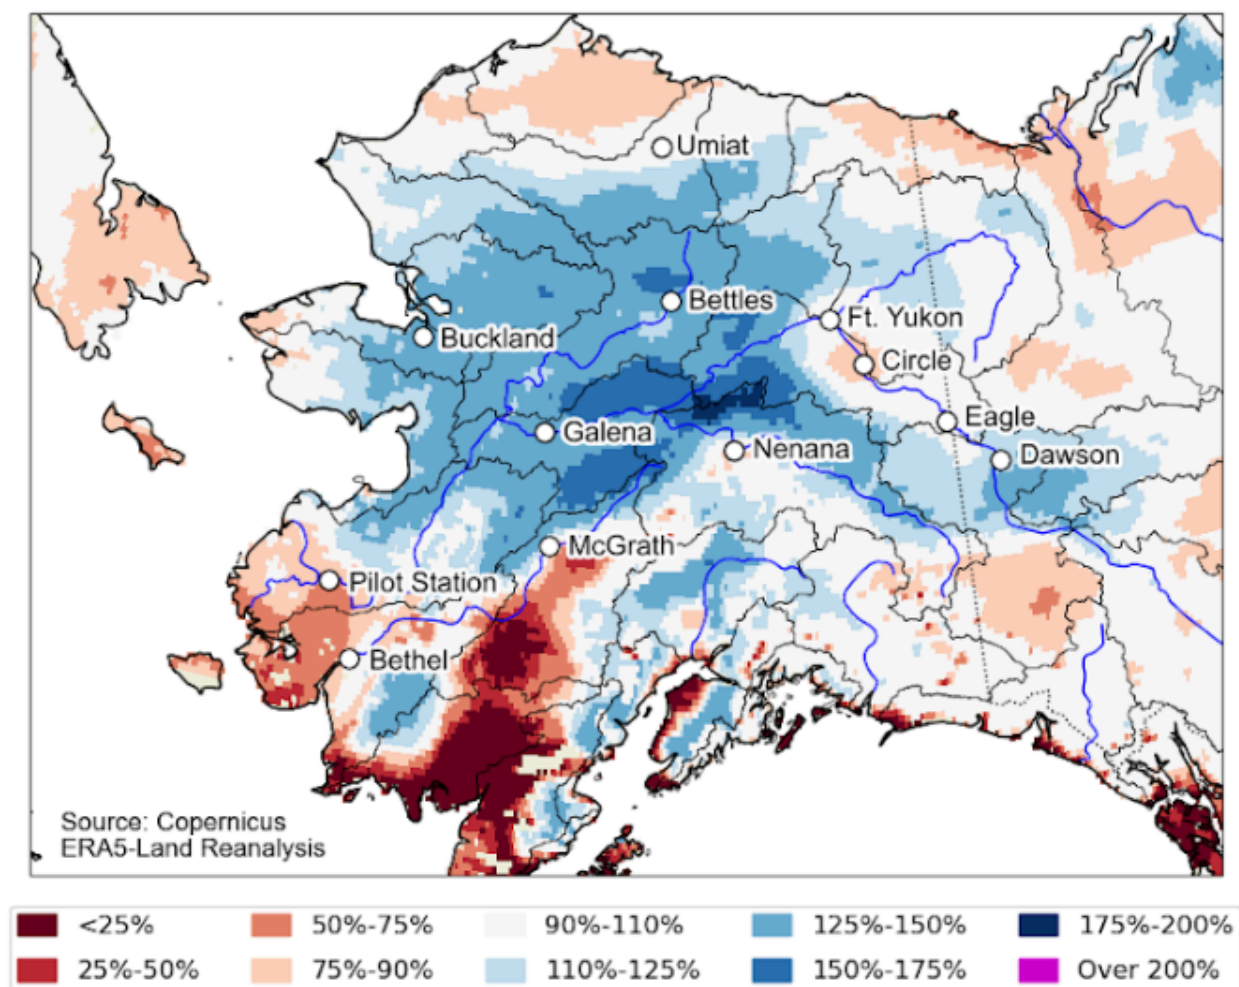 Umiat
Bettles
Buckland
Ft. Yukon
Circle
Galena
Eagle
Nenana
Dawson
McGrath
Pilot Station
Bethel
Source: Copernicus
ERA5-Land Reanalysis
<25% 50%-75% 90%-110% 125%-150% 175%-200%
25%-50% 75%-90% 110%-125% 150%-175% Over 200%